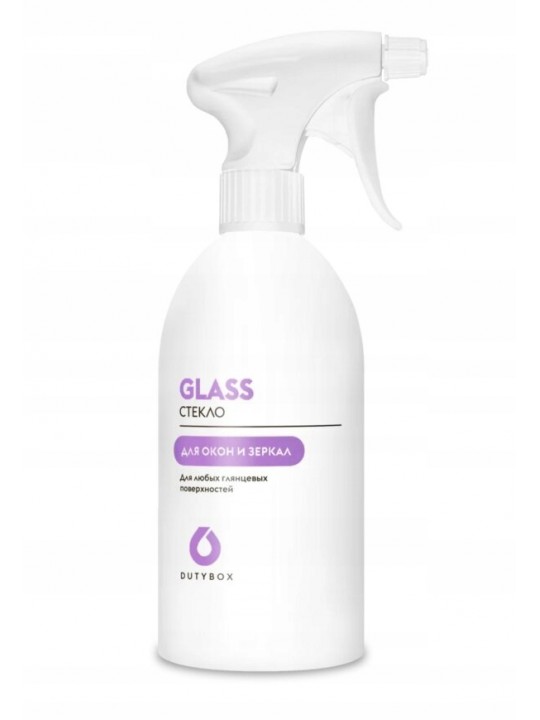 GLASS
СТЕКЛО
ДЛЯ ОКОН И ЗЕРКАЛ
Для любых глянцевых
поверхностей
DUTYBOX